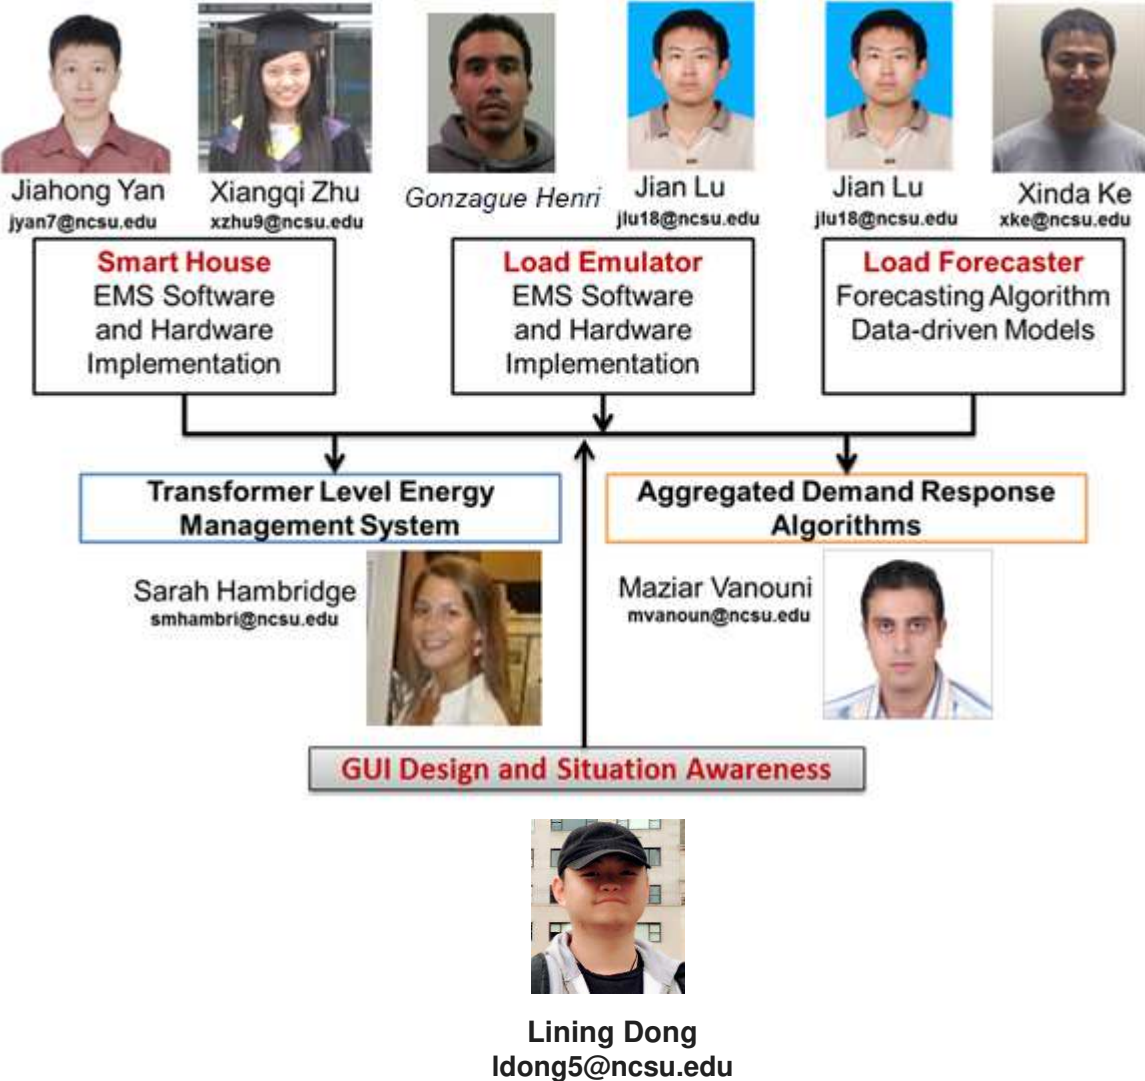 Jiahong Yan
jyan7@ncsu.edu
Xiangqi Zhu
xzhu9@ncsu.edu
Gonzague Henri
Jian Lu
jlu18@ncsu.edu
Jian Lu
jlu18@ncsu.edu
Xinda Ke
xke@ncsu.edu
Smart House
EMS Software
and Hardware
Implementation
Load Emulator
EMS Software
and Hardware
Implementation
Load Forecaster
Forecasting Algorithm
Data-driven Models
Transformer Level Energy
Management System
Aggregated Demand Response
Algorithms
Sarah Hambridge
smhambri@ncsu.edu
Maziar Vanouni
mvanoun@ncsu.edu
GUI Design and Situation Awareness
Lining Dong
ldong5@ncsu.edu